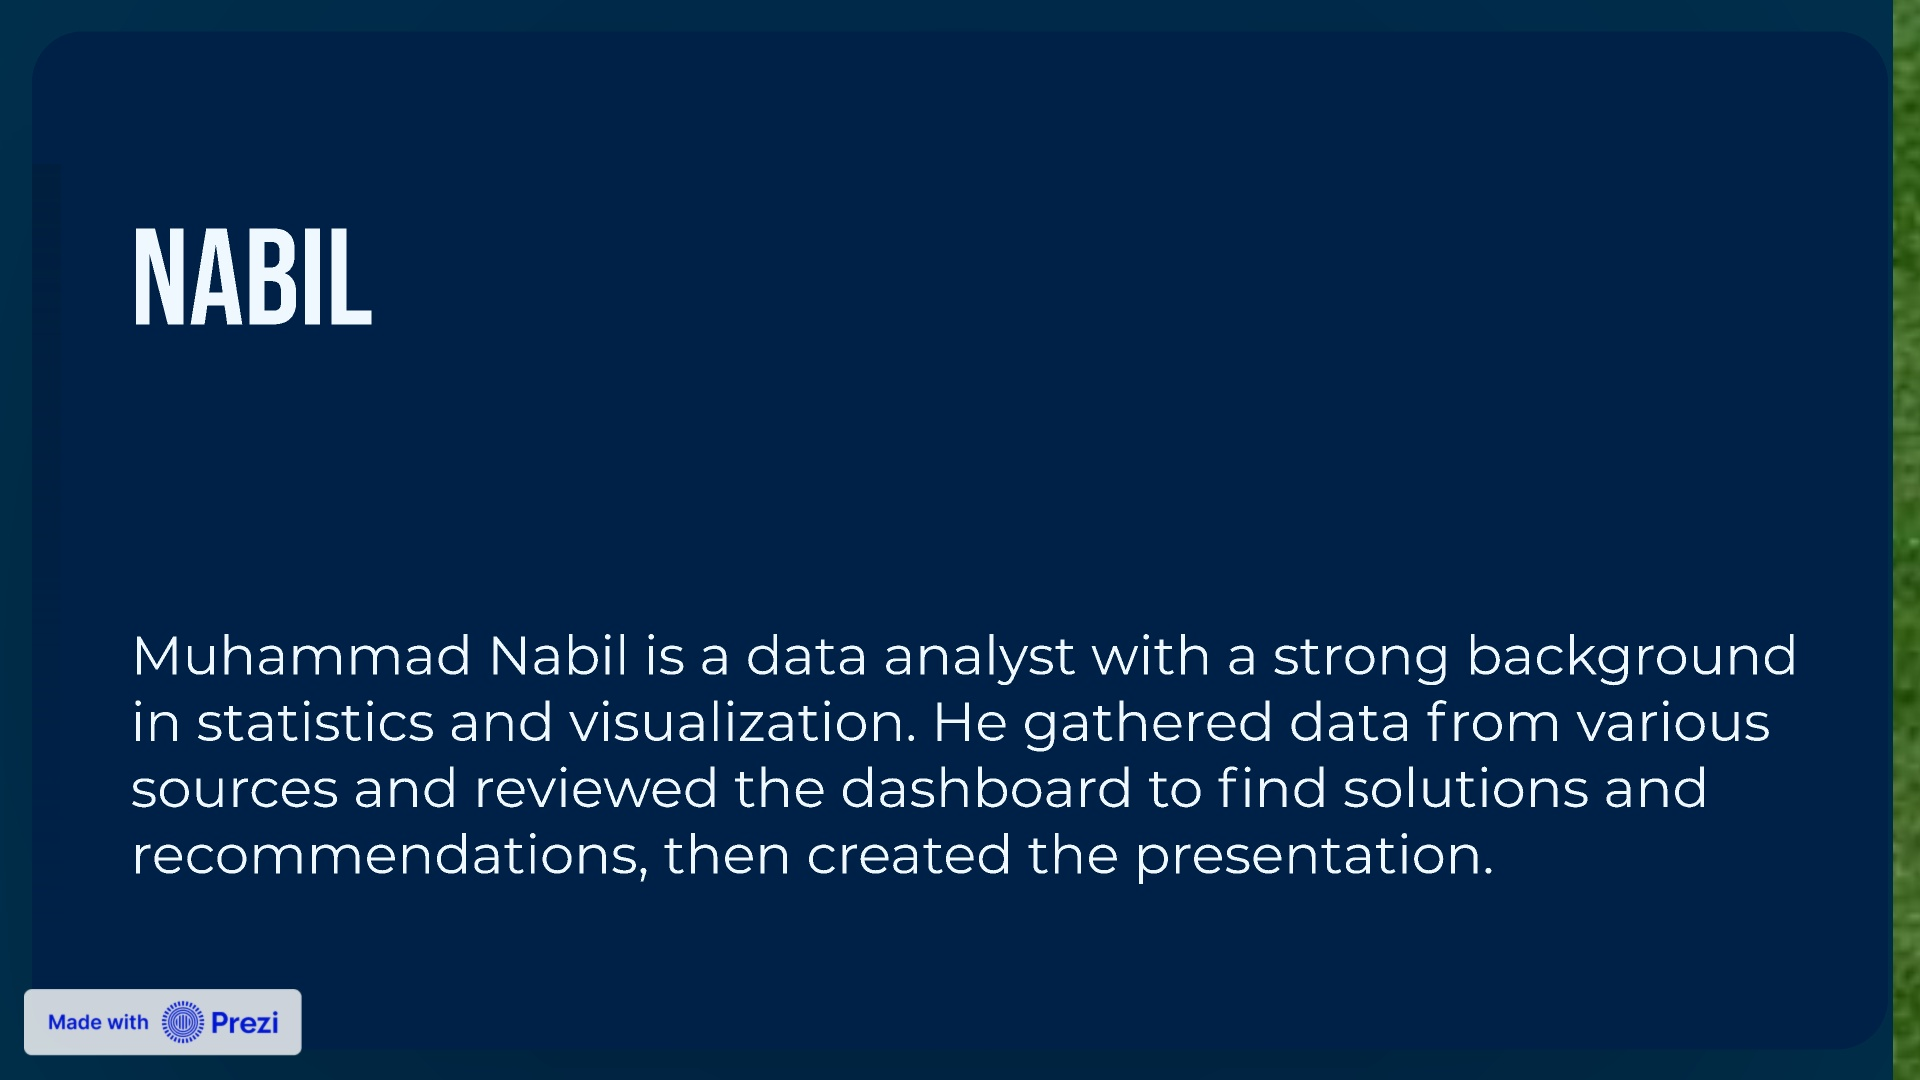 NABIL
Muhammad Nabil is a data analyst with a strong background
in statistics and visualization. He gathered data from various
sources and reviewed the dashboard to find solutions and
recommendations, then created the presentation.
Made with Prezi